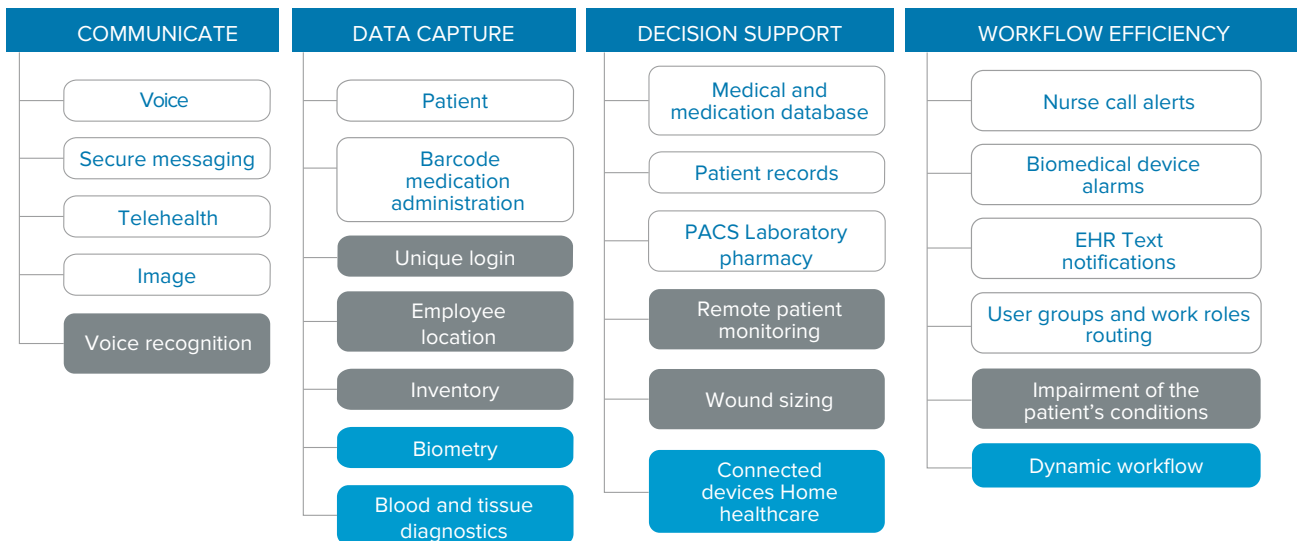 COMMUNICATE
Voice
Secure messaging
Telehealth
Image
Voice recognition
DATA CAPTURE
Patient
Barcode
medication
administration
Unique login
Employee
location
Inventory
Biometry
Blood and tissue
diagnostics
DECISION SUPPORT
Medical and
medication database
Patient records
PACS Laboratory
pharmacy
Remote patient
monitoring
Wound sizing
Connected
devices Home
healthcare
WORKFLOW EFFICIENCY
Nurse call alerts
Biomedical device
alarms
EHR Text
notifications
User groups and work roles
routing
Impairment of the
patient’s conditions
Dynamic workflow